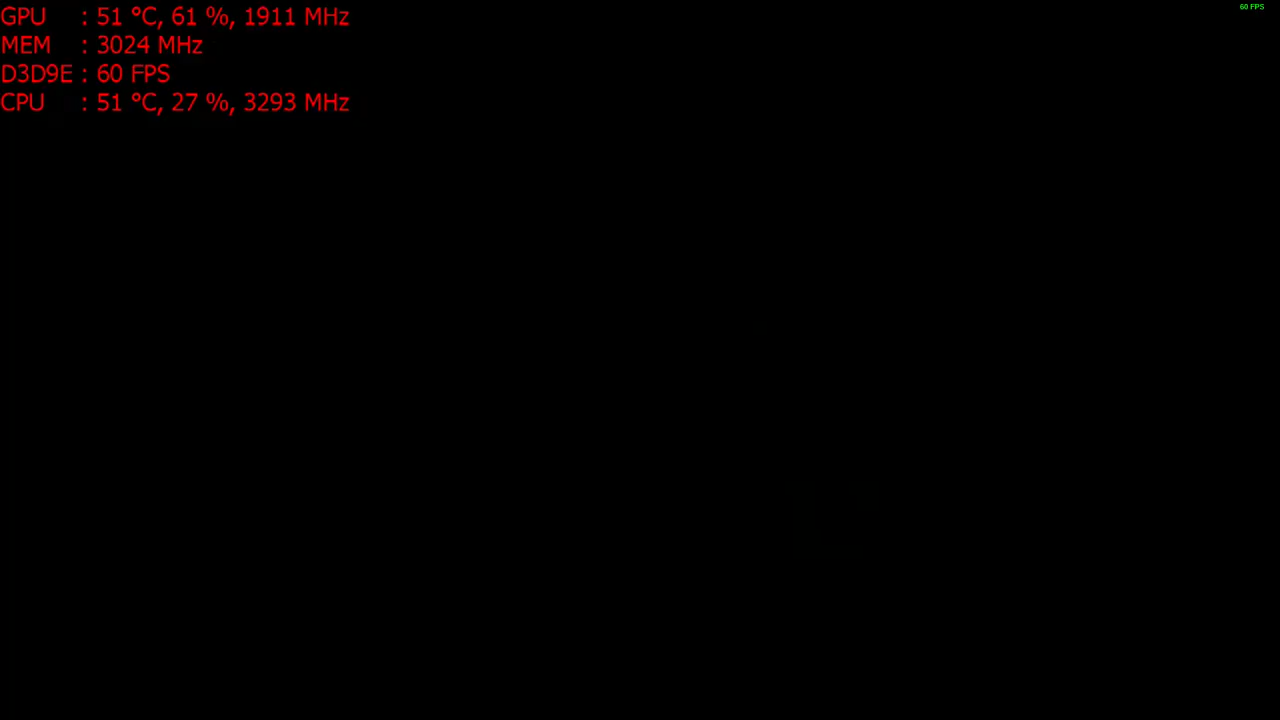 GPU : 51 °C, 61 %, 1911 MHz
60 FPS
MEM : 3024 MHz
D3D9E : 60 FPS
CPU : 51 °C, 27 %, 3293 MHz